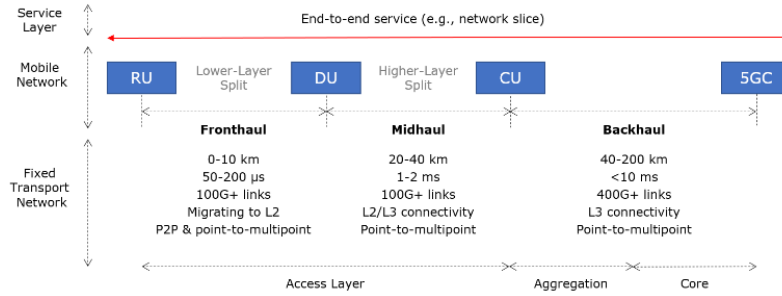 Service
Layer
End-to-end service (e.g., network slice)
Mobile
Network
RU
Lower-Layer
Split
DU
Higher-Layer
Split
CU
5GC
Fronthaul
Midhaul
Backhaul
Fixed
Transport
Network
0-10 km
20-40 km
40-200 km
50-200 µs
1-2 ms
<10 ms
100G+ links
100G+ links
400G+ links
Migrating to L2
L2/L3 connectivity
L3 connectivity
P2P & point-to-multipoint
Point-to-multipoint
Point-to-multipoint
Access Layer
Aggregation
Core